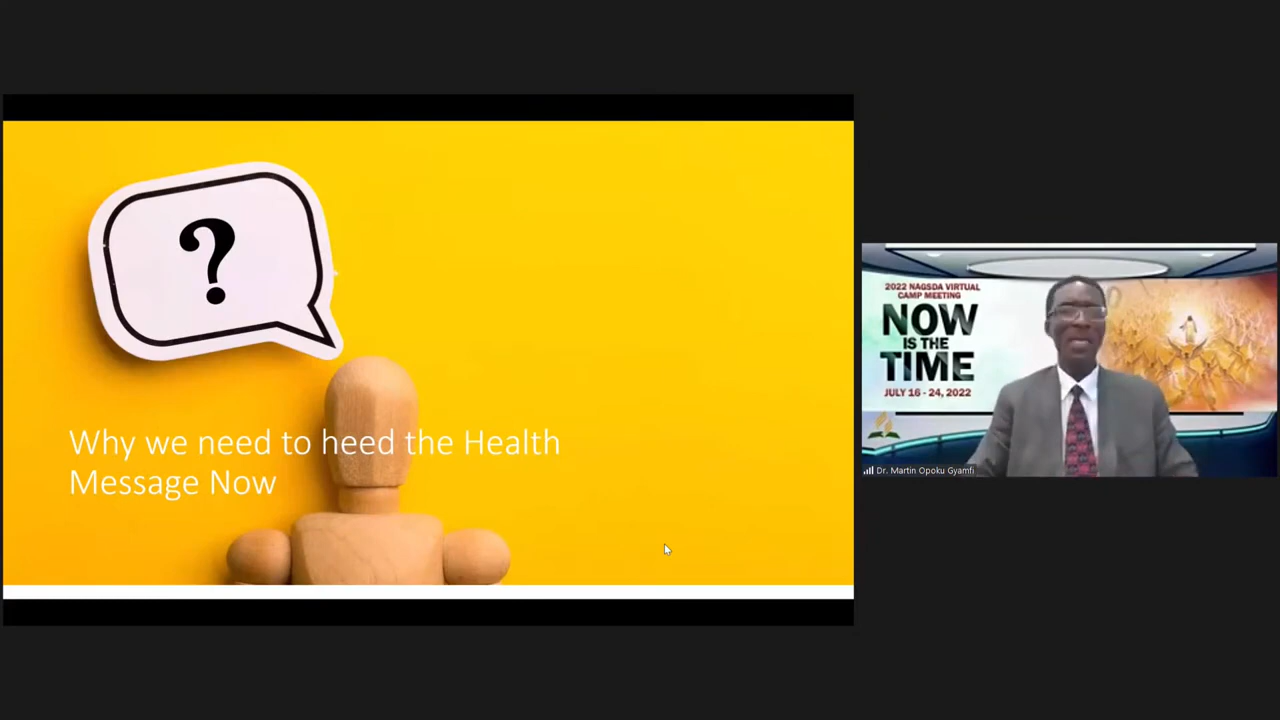 ?
Why we need to heed the Health
Message Now
2022 NAGSDA VIRTUAL
CAMP MEETING
NOW
IS THE
TIME
JULY 16 - 24, 2022
Dr. Martin Opoku Gyamfi